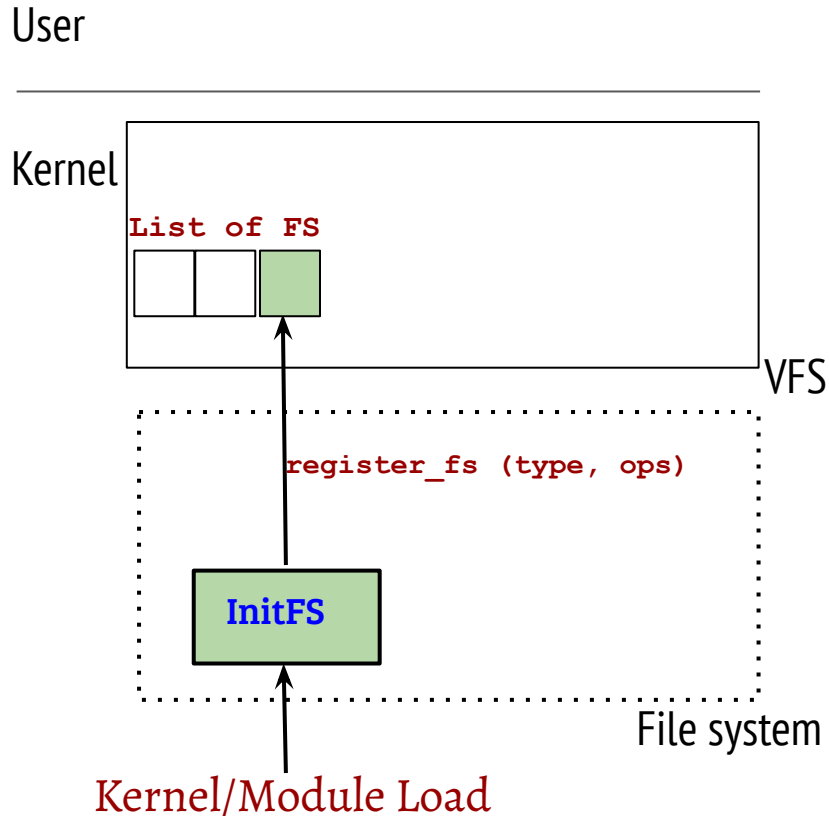 User
Kernel
List of FS
VFS
register_fs (type, ops)
InitFS
File system
Kernel/Module Load